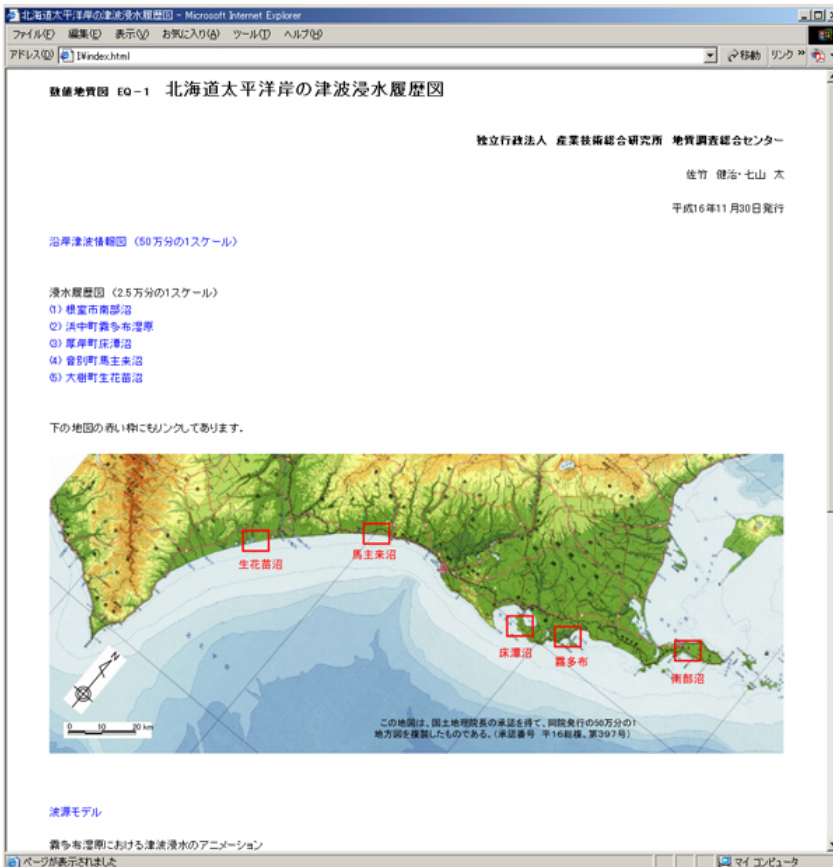 北海道太平洋岸の津波浸水履歴図 - Microsoft Internet Explorer
ファイル(F) 編集(E) 表示(V) お気に入り(A) ツール(T) ヘルプ(H)
アドレス(D) index.html 移動 リンク »
数値地質図 EQ-1 北海道太平洋岸の津波浸水履歴図
独立行政法人 産業技術総合研究所 地質調査総合センター
佐竹 健治・七山 太
平成16年11月30日発行
沿岸津波情報図 (50万分の1スケール)
浸水履歴図 (2.5万分の1スケール)
(1) 根室市南部沼
(2) 浜中町霧多布湿原
(3) 厚岸町床潭沼
(4) 音別町馬主来沼
(5) 大樹町生花苗沼
下の地図の赤い枠にもリンクしてあります.
生花苗沼
馬主来沼
床潭沼
霧多布
南部沼
N
0 10 20 km
この地図は、国土地理院長の承認を得て、同院発行の50万分の1
地方図を複製したものである。(承認番号 平16総複、第397号)
波源モデル
霧多布湿原における津波浸水のアニメーション
ページが表示されました マイ コンピュータ